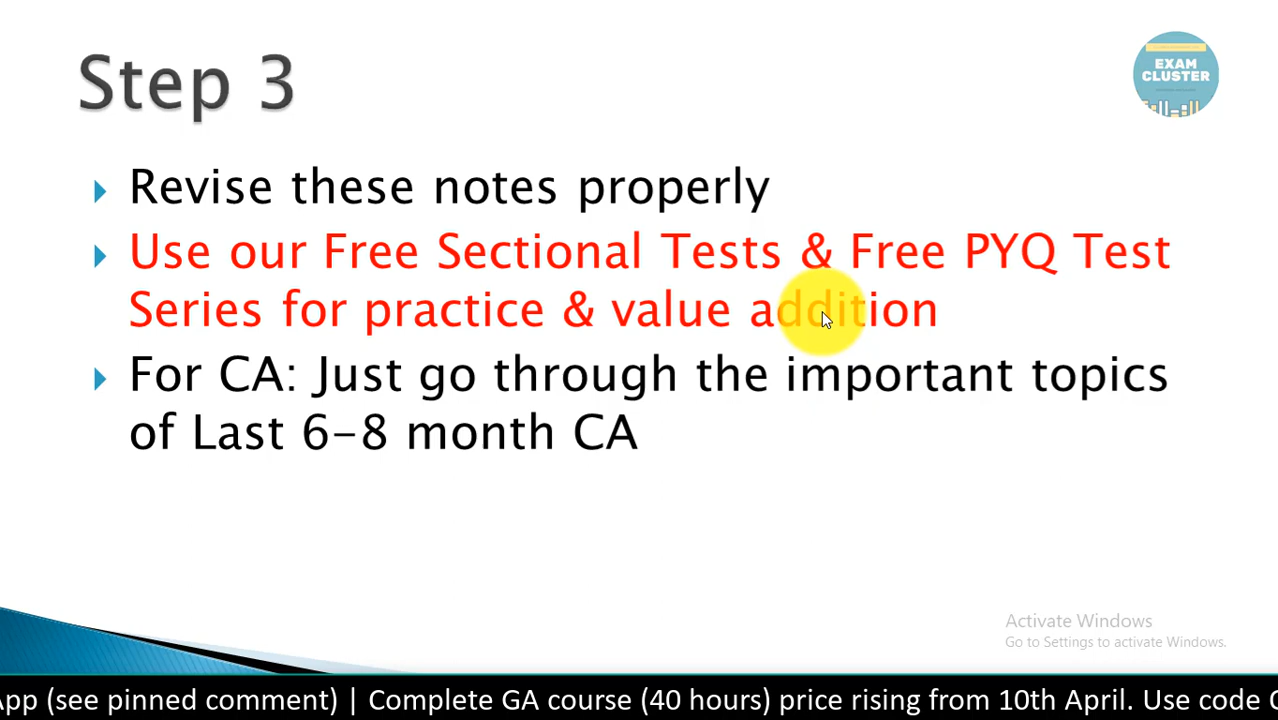 Step 3
EXAM
CLUSTER
Revise these notes properly
Use our Free Sectional Tests & Free PYQ Test
Series for practice & value addition
For CA: Just go through the important topics
of Last 6-8 month CA
Activate Windows
Go to Settings to activate Windows.
App (see pinned comment) | Complete GA course (40 hours) price rising from 10th April. Use code